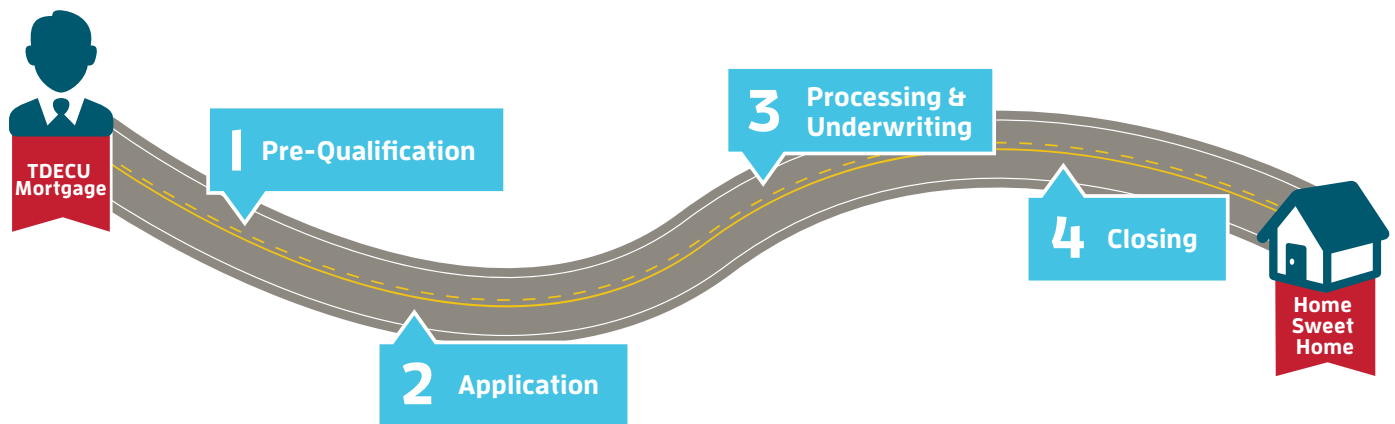 TDECU
Mortgage
1 Pre-Qualification
2 Application
3 Processing &
Underwriting
4 Closing
Home
Sweet
Home